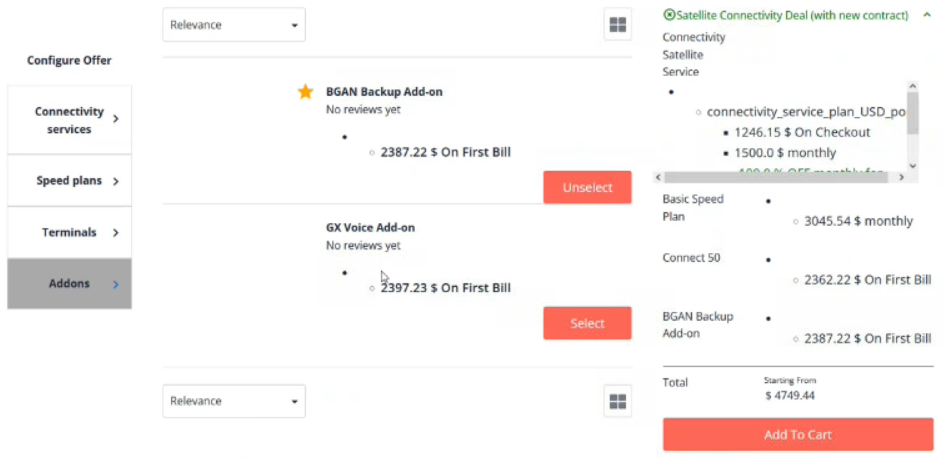 Relevance
Configure Offer
Connectivity
services
Speed plans
Terminals
Addons
BGAN Backup Add-on
No reviews yet
2387.22 $ On First Bill
Unselect
GX Voice Add-on
No reviews yet
2397.23 $ On First Bill
Select
Relevance
Satellite Connectivity Deal (with new contract)
Connectivity
Satellite
Service
connectivity_service_plan_USD_po
1246.15 $ On Checkout
1500.0 $ monthly
Basic Speed
Plan
3045.54 $ monthly
Connect 50
2362.22 $ On First Bill
BGAN Backup
Add-on
2387.22 $ On First Bill
Total
Starting From
$ 4749.44
Add To Cart